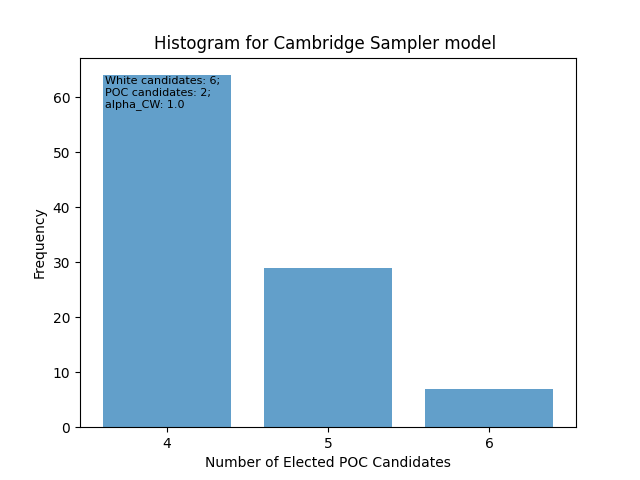 Histogram for Cambridge Sampler model
White candidates: 6;
POC candidates: 2;
alpha_CW: 1.0
60
50
40
30
20
10
0
Frequency
4 5 6
Number of Elected POC Candidates